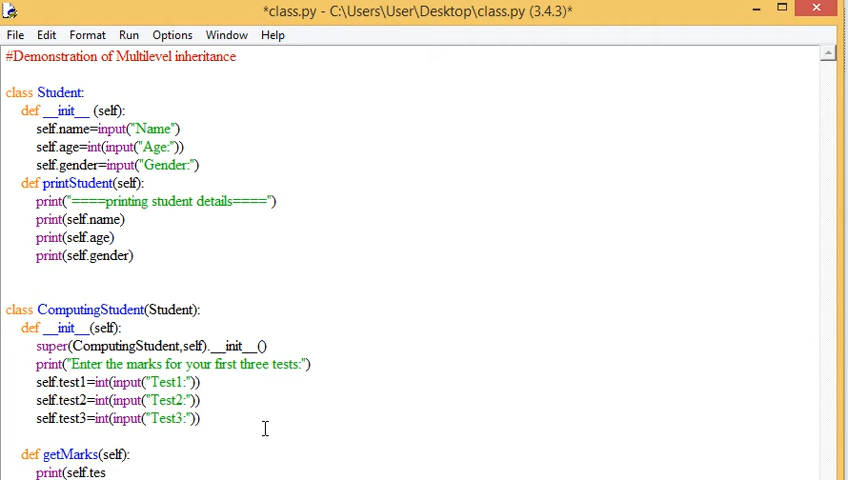 *class.py - C:\Users\User\Desktop\class.py (3.4.3)*
File Edit Format Run Options Window Help
#Demonstration of Multilevel inheritance
class Student:
def __init__ (self):
self.name=input("Name")
self.age=int(input("Age:"))
self.gender=input("Gender:")
def printStudent(self):
print("====printing student details====")
print(self.name)
print(self.age)
print(self.gender)
class ComputingStudent(Student):
def __init__(self):
super(ComputingStudent,self).__init__()
print("Enter the marks for your first three tests:")
self.test1=int(input("Test1:"))
self.test2=int(input("Test2:"))
self.test3=int(input("Test3:"))
def getMarks(self):
print(self.tes